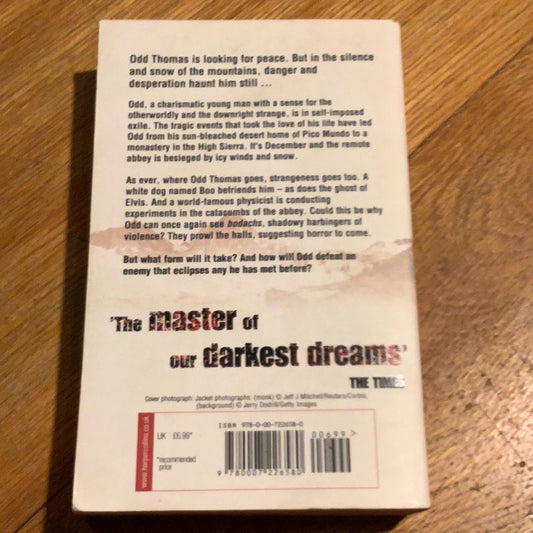 Odd Thomas is looking for peace. But in the silence
and snow of the mountains, danger and
desperation haunt him still ...
Odd, a charismatic young man with a sense for the
otherworldly and the downright strange, is in self-imposed
exile. The tragic events that took the love of his life have led
Odd from his sun-bleached desert home of Pico Mundo to a
monastery in the High Sierra. It's December and the remote
abbey is besieged by icy winds and snow.
As ever, where Odd Thomas goes, strangeness goes too. A
white dog named Boo befriends him – as does the ghost of
Elvis. And a world-famous physicist is conducting
experiments in the catacombs of the abbey. Could this be why
Odd can once again see bodachs, shadowy harbingers of
violence? They prowl the halls, suggesting horror to come.
But what form will it take? And how will Odd defeat an
enemy that eclipses any he has met before?
'The master of
our darkest dreams'
THE TIMES
Cover photograph: Jacket photographs: (monk) © Jeff J Mitchell/Reuters/Corbis;
(background) © Jerry Dodrill/Getty Images
www.harpercollins.co.uk
UK £6.99*
*recommended
price
ISBN 978-0-00-722658-0
00699>
9 780007 226580